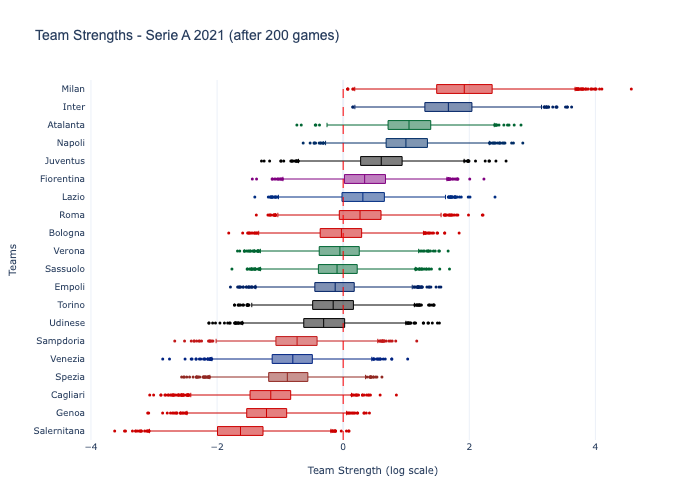 Team Strengths - Serie A 2021 (after 200 games)
Milan
Inter
Atalanta
Napoli
Juventus
Fiorentina
Lazio
Roma
Bologna
Verona
Sassuolo
Empoli
Torino
Udinese
Sampdoria
Venezia
Spezia
Cagliari
Genoa
Salernitana
Teams
−4 −2 0 2 4
Team Strength (log scale)